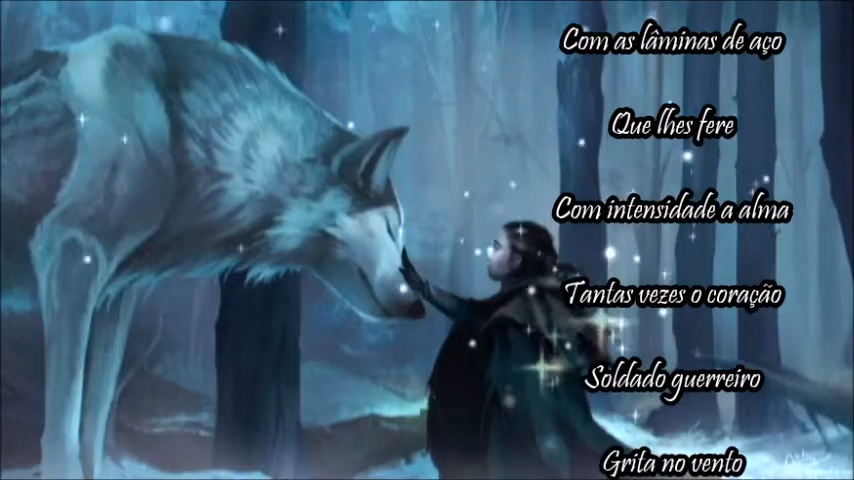 Com as lâminas de aço
Que lhes fere
Com intensidade a alma
Tantas vezes o coração
Soldado guerreiro
Grita no vento